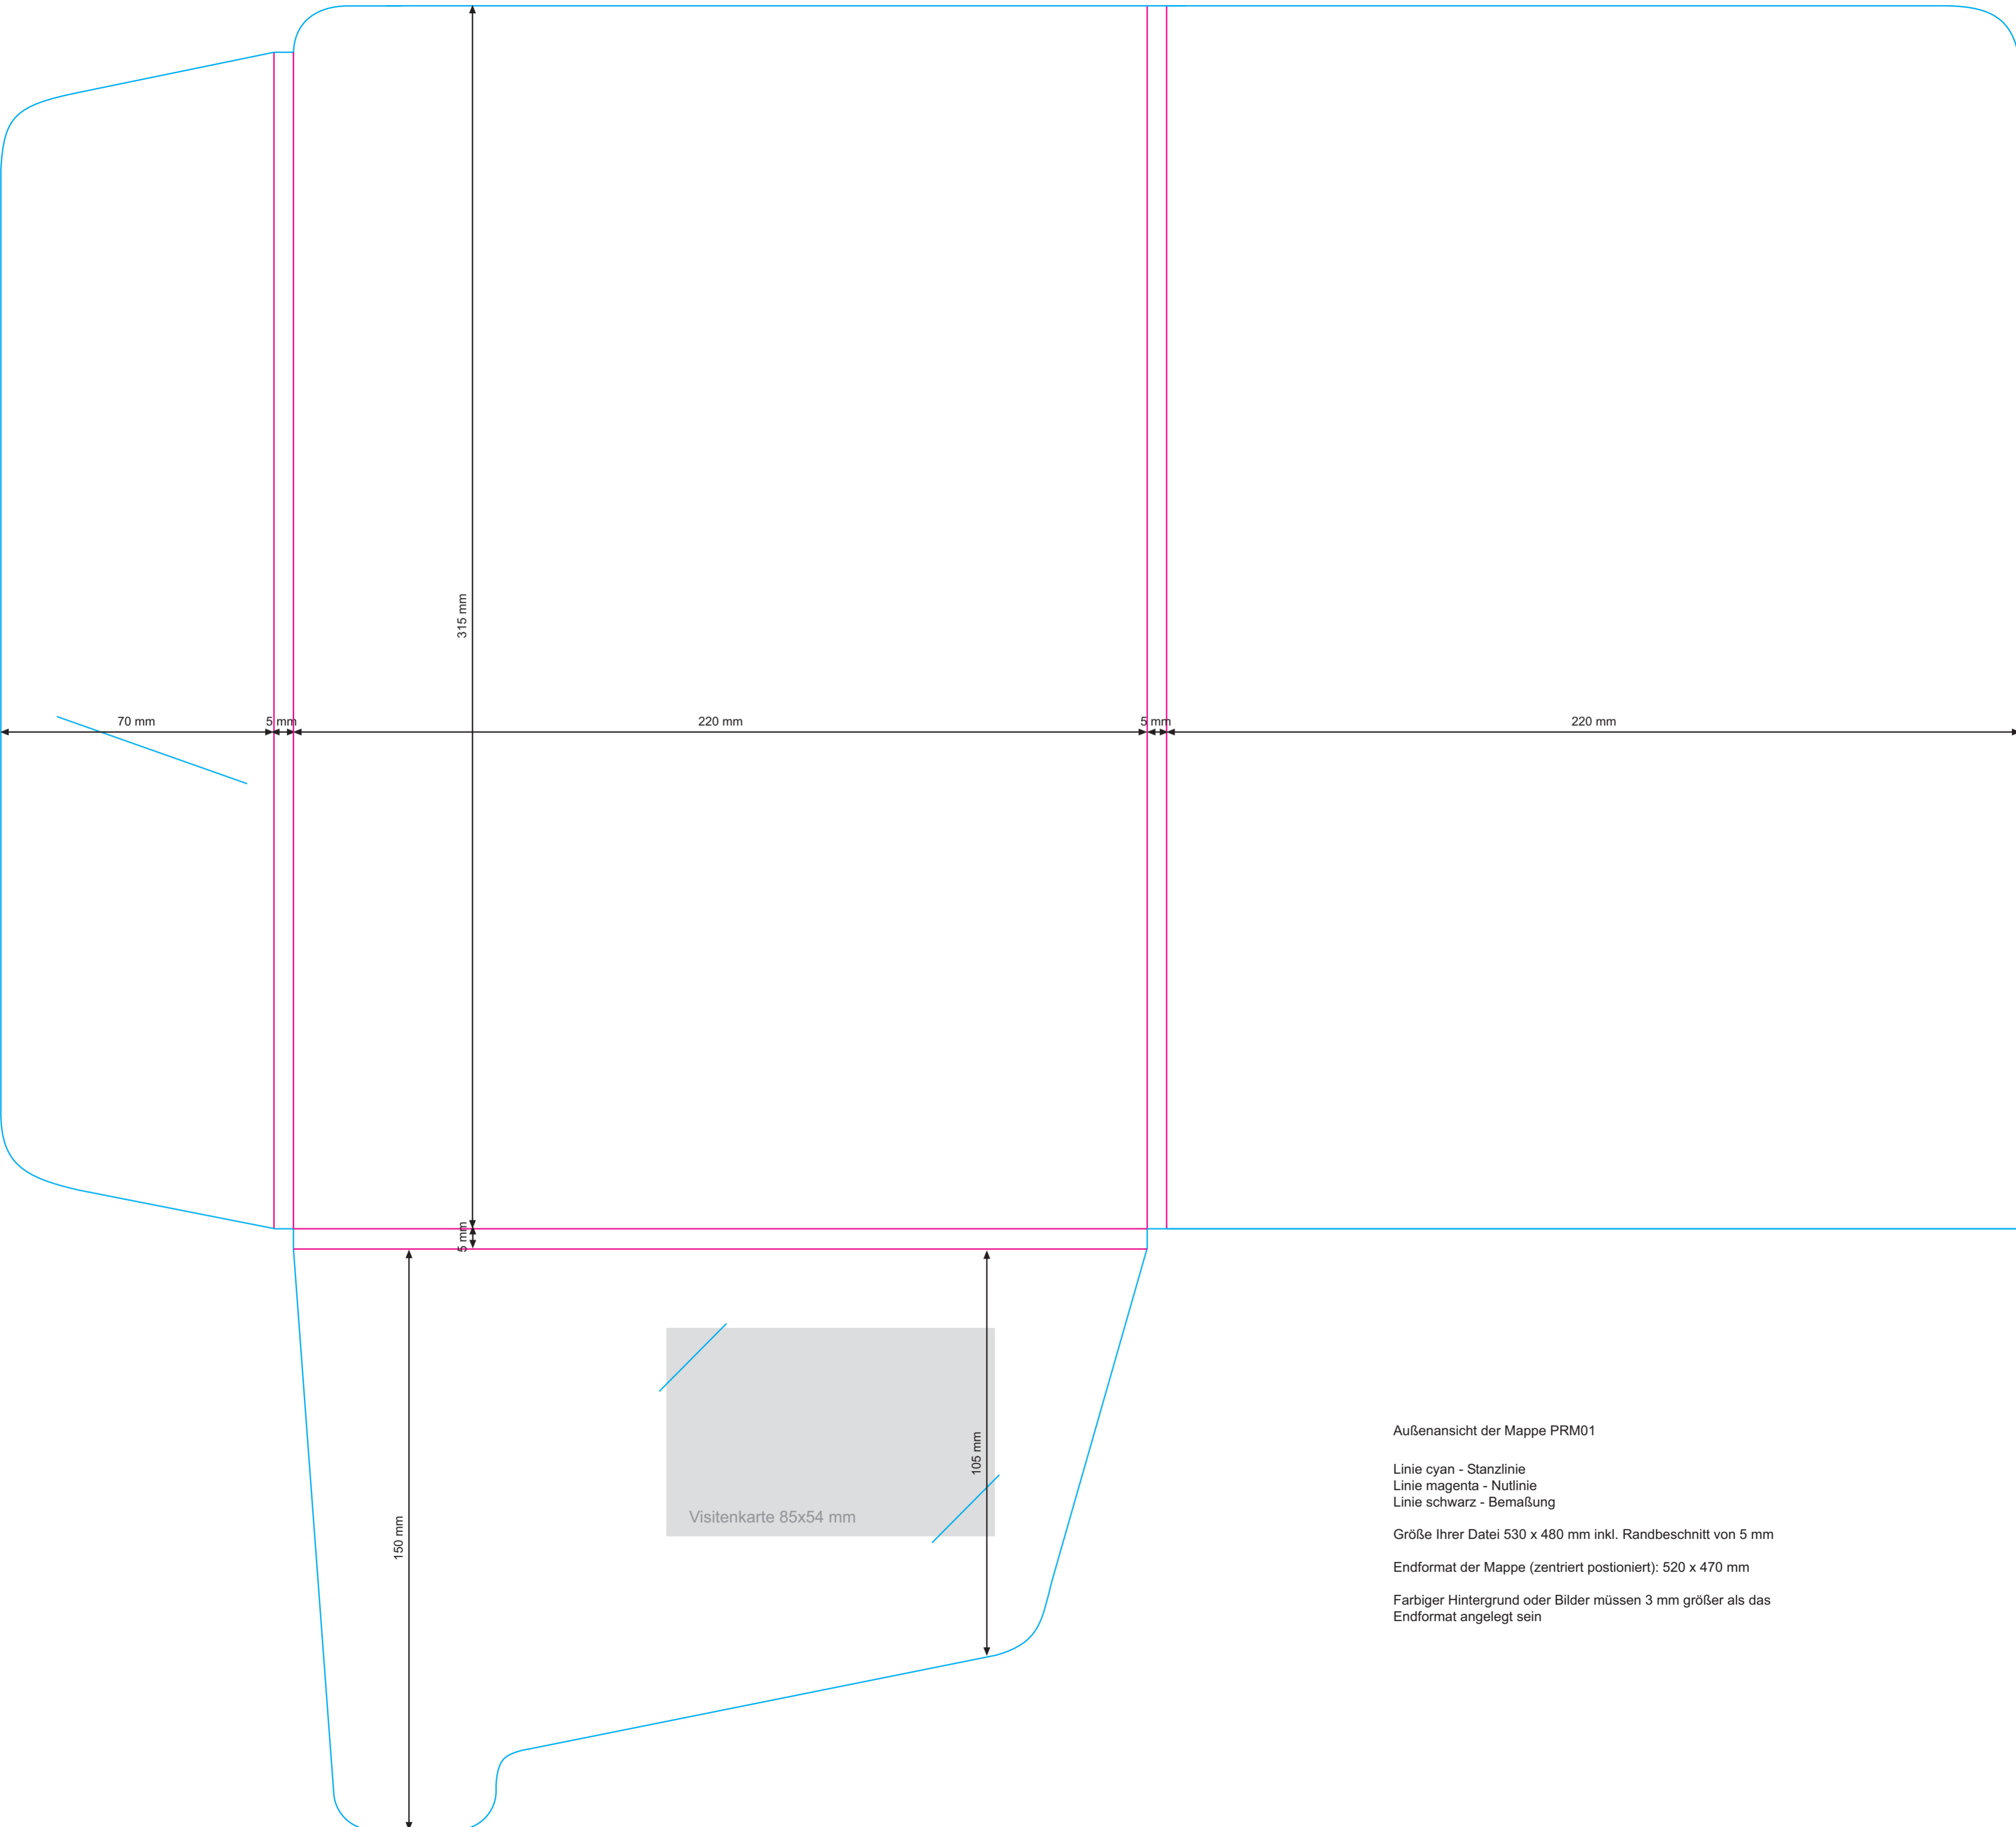 315 mm
70 mm
5 mm
220 mm
5 mm
220 mm
5 mm
150 mm
105 mm
Visitenkarte 85x54 mm
Außenansicht der Mappe PRM01
Linie cyan - Stanzlinie
Linie magenta - Nutlinie
Linie schwarz - Bemaßung
Größe Ihrer Datei 530 x 480 mm inkl. Randbeschnitt von 5 mm
Endformat der Mappe (zentriert postioniert): 520 x 470 mm
Farbiger Hintergrund oder Bilder müssen 3 mm größer als das
Endformat angelegt sein